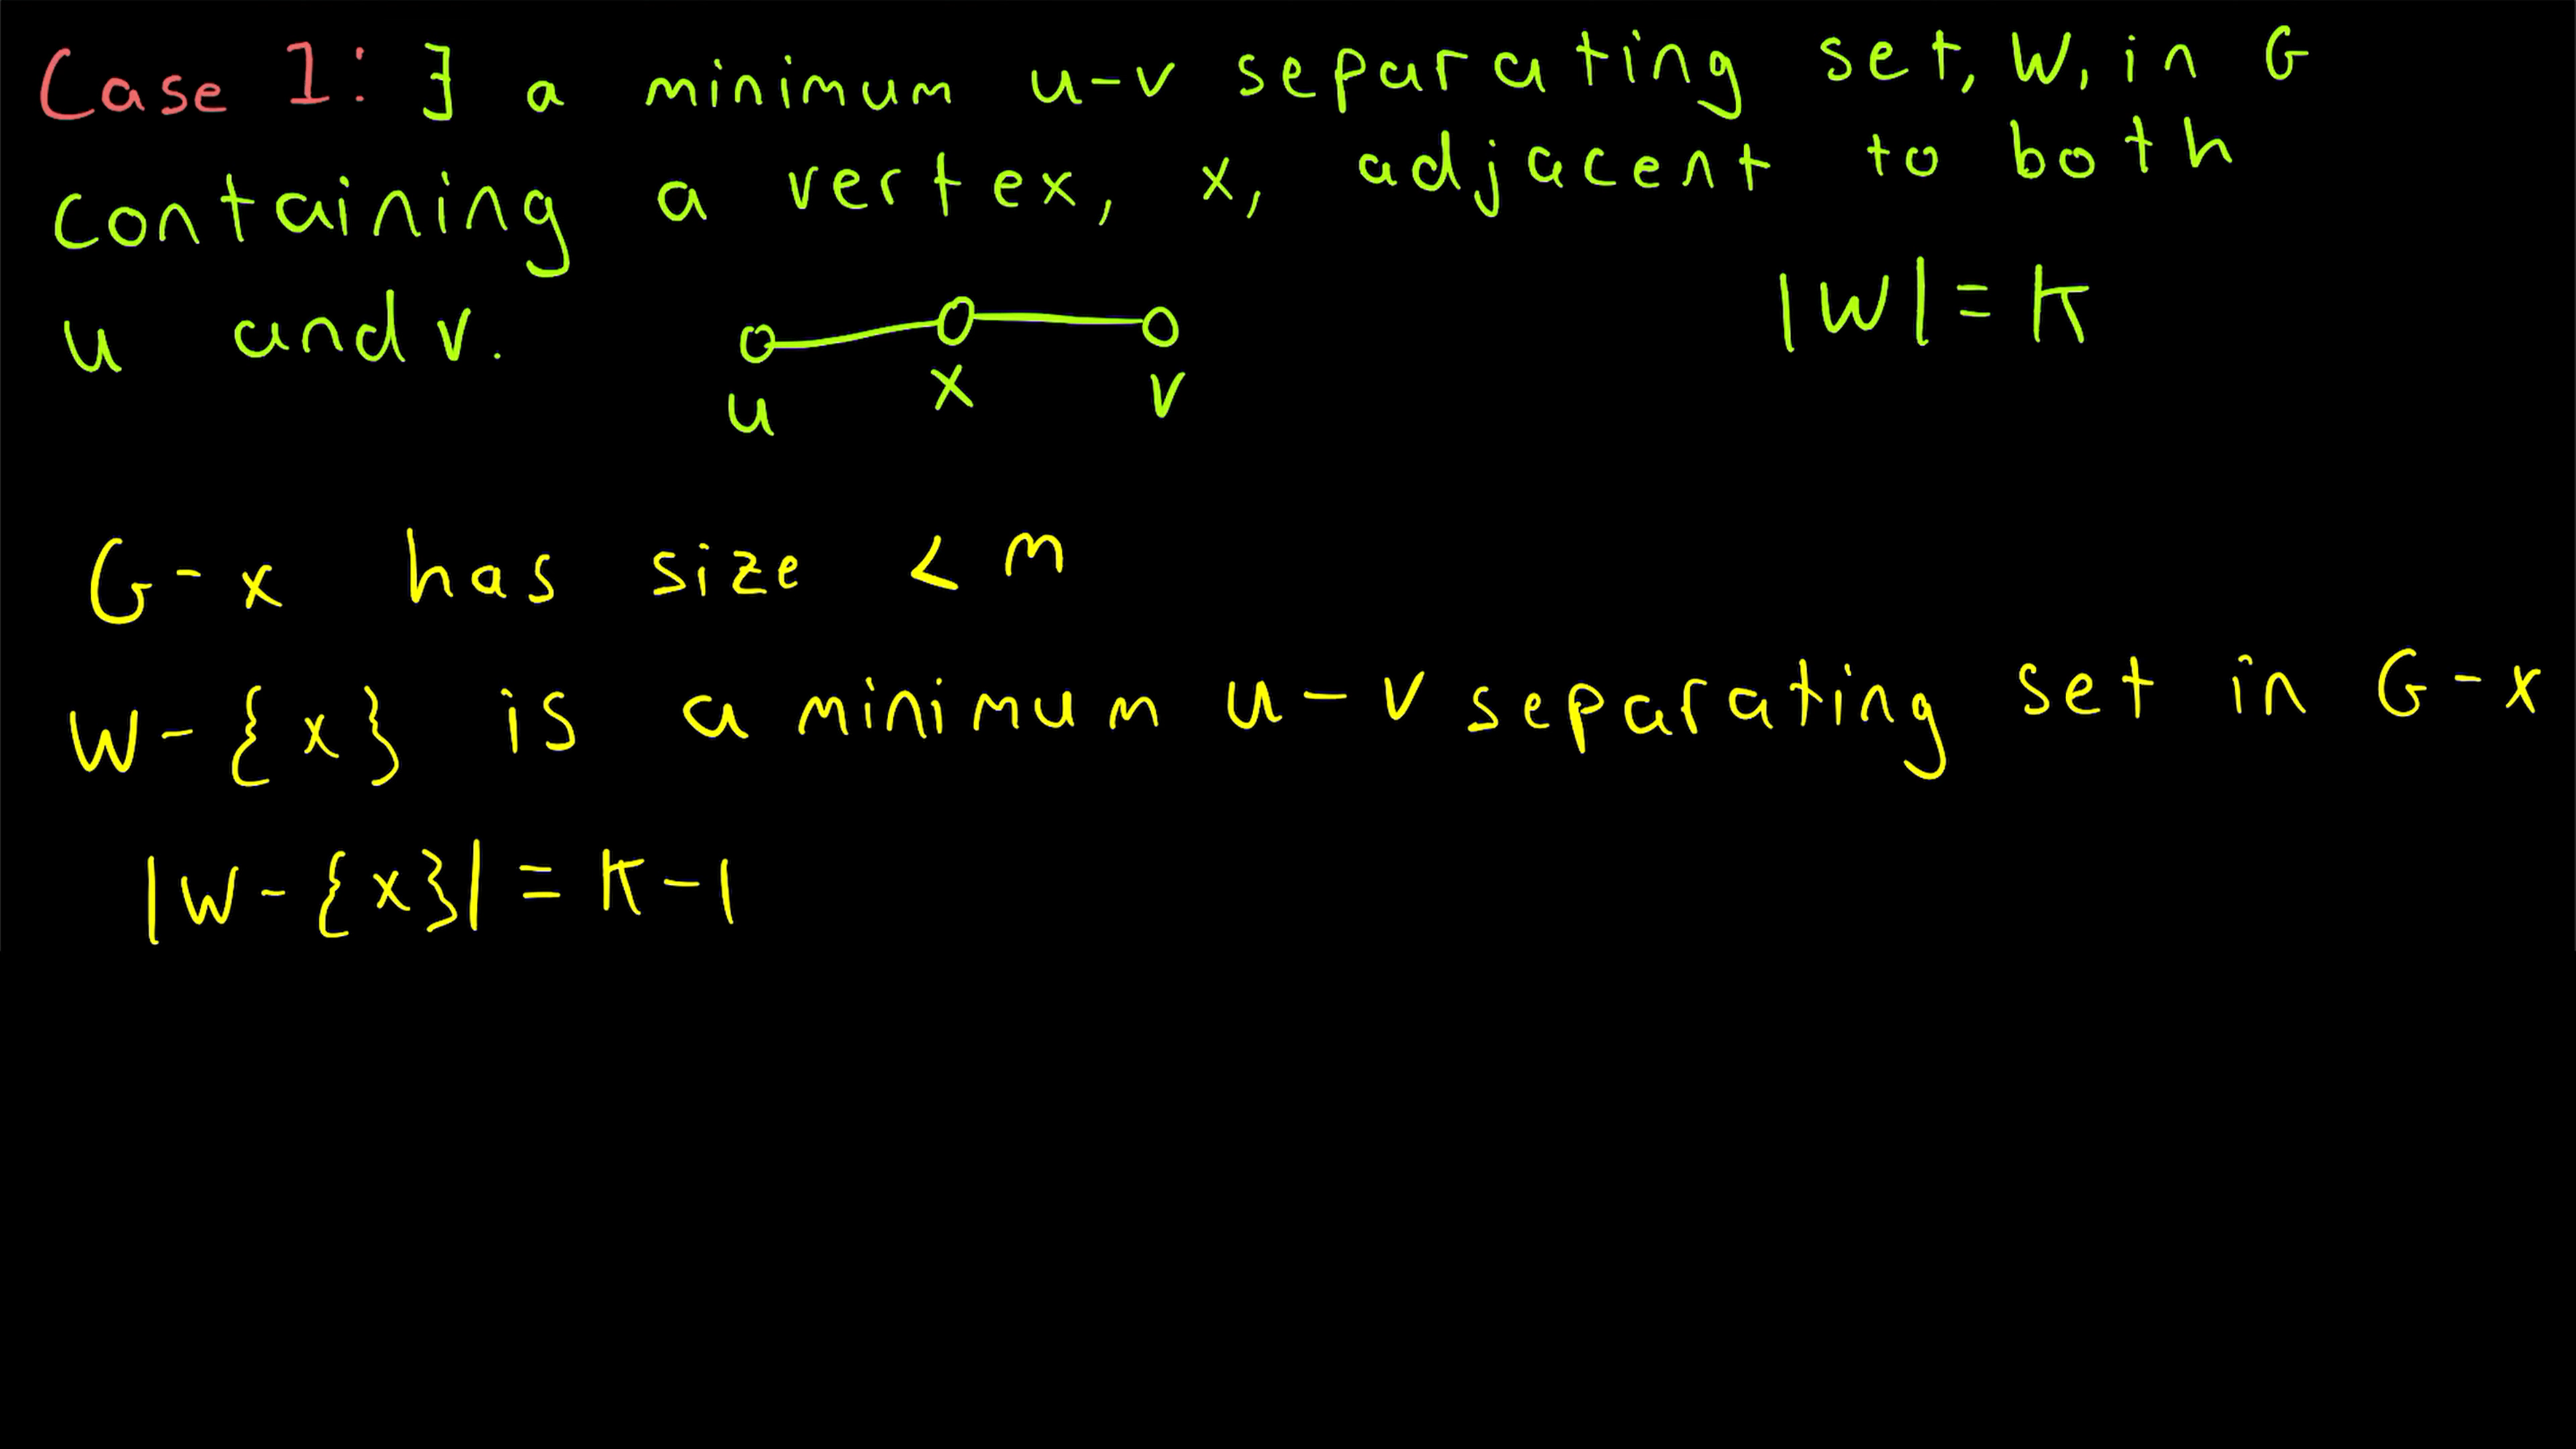 Case 1: ∃ a minimum u-v separating set, W, in G
containing a vertex, x, adjacent to both
u and v.
|W| = K
u x v
G-x has size < m
W-{x} is a minimum u-v separating set in G-x
|W-{x}| = K-1